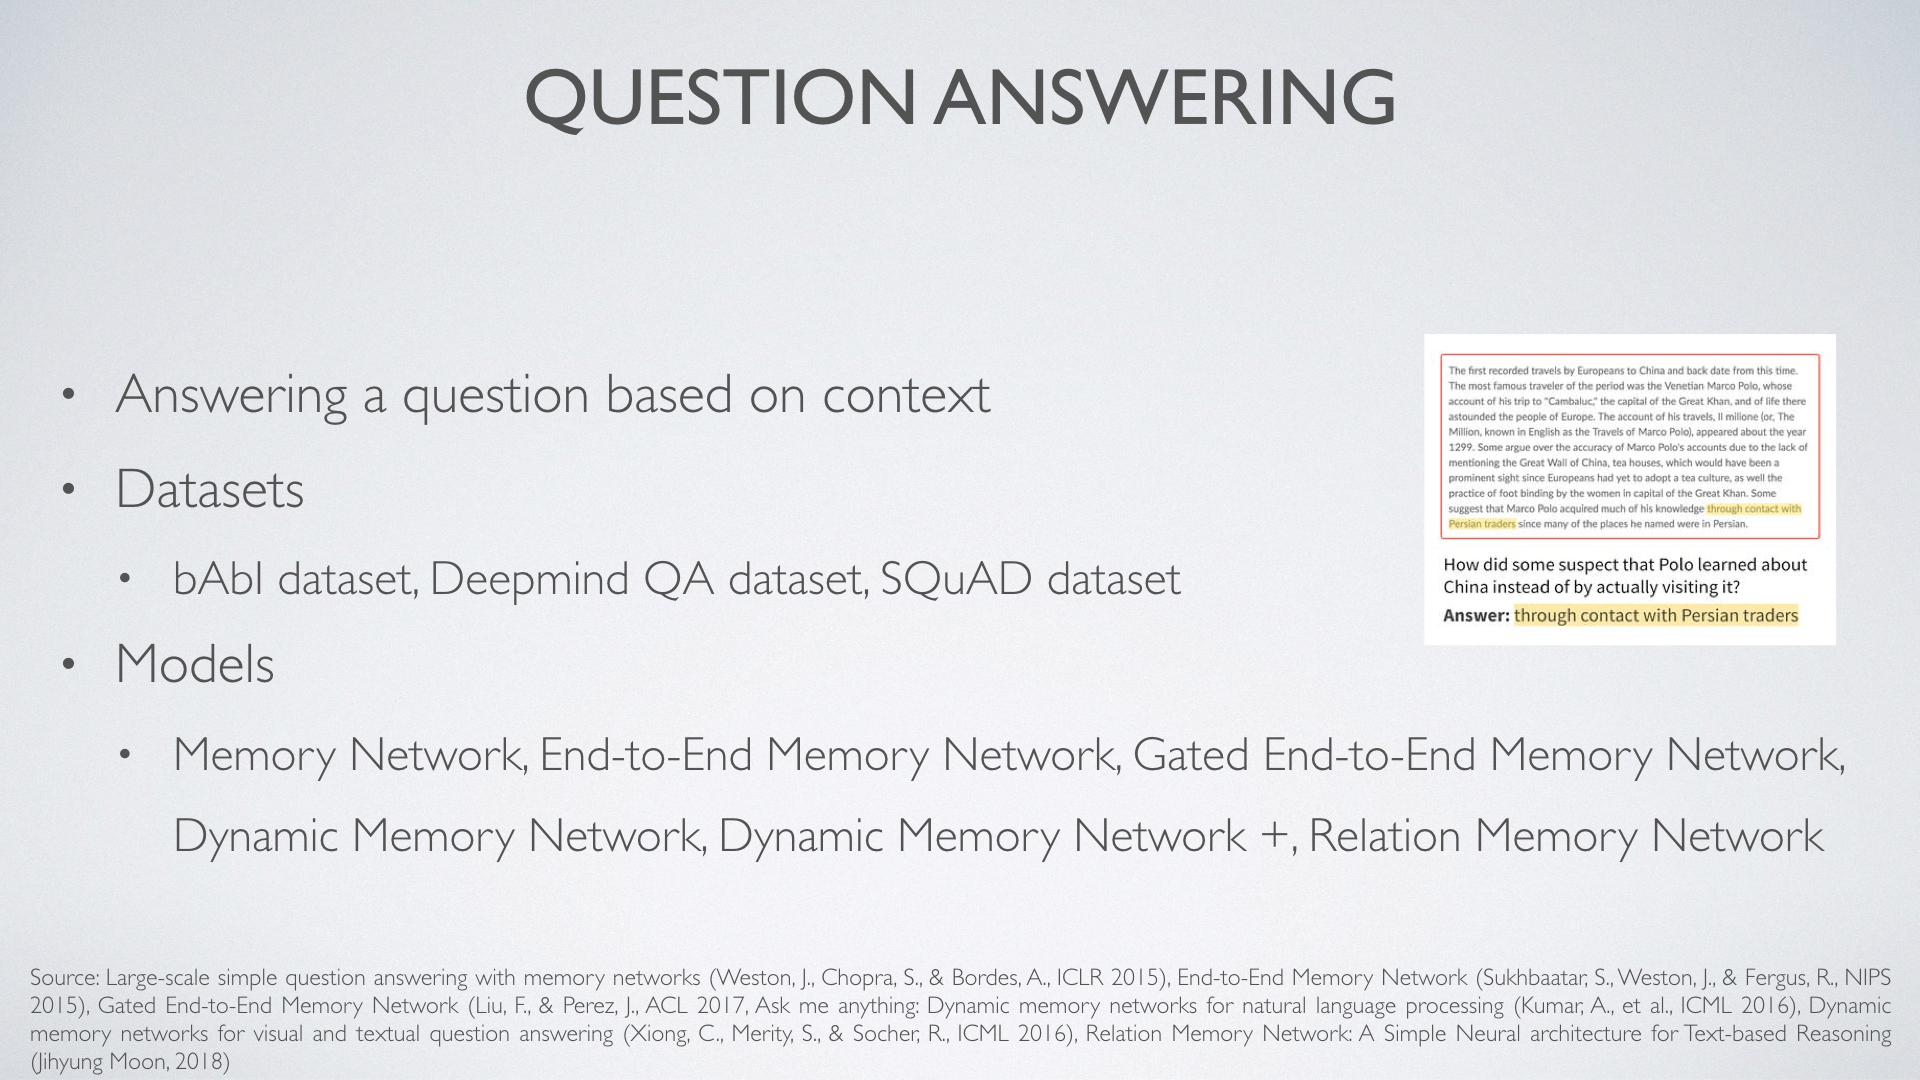 QUESTION ANSWERING
• Answering a question based on context
• Datasets
• bAbI dataset, Deepmind QA dataset, SQuAD dataset
• Models
• Memory Network, End-to-End Memory Network, Gated End-to-End Memory Network,
Dynamic Memory Network, Dynamic Memory Network +, Relation Memory Network
The first recorded travels by Europeans to China and back date from this time.
The most famous traveler of the period was the Venetian Marco Polo, whose
account of his trip to "Cambaluc," the capital of the Great Khan, and of life there
astounded the people of Europe. The account of his travels, Il milione (or, The
Million, known in English as the Travels of Marco Polo), appeared about the year
1299. Some argue over the accuracy of Marco Polo's accounts due to the lack of
mentioning the Great Wall of China, tea houses, which would have been a
prominent sight since Europeans had yet to adopt a tea culture, as well the
practice of foot binding by the women in capital of the Great Khan. Some
suggest that Marco Polo acquired much of his knowledge through contact with
Persian traders since many of the places he named were in Persian.
How did some suspect that Polo learned about
China instead of by actually visiting it?
Answer: through contact with Persian traders
Source: Large-scale simple question answering with memory networks (Weston, J., Chopra, S., & Bordes, A., ICLR 2015), End-to-End Memory Network (Sukhbaatar, S., Weston, J., & Fergus, R., NIPS
2015), Gated End-to-End Memory Network (Liu, F., & Perez, J., ACL 2017, Ask me anything: Dynamic memory networks for natural language processing (Kumar, A., et al., ICML 2016), Dynamic
memory networks for visual and textual question answering (Xiong, C., Merity, S., & Socher, R., ICML 2016), Relation Memory Network: A Simple Neural architecture for Text-based Reasoning
(Jihyung Moon, 2018)